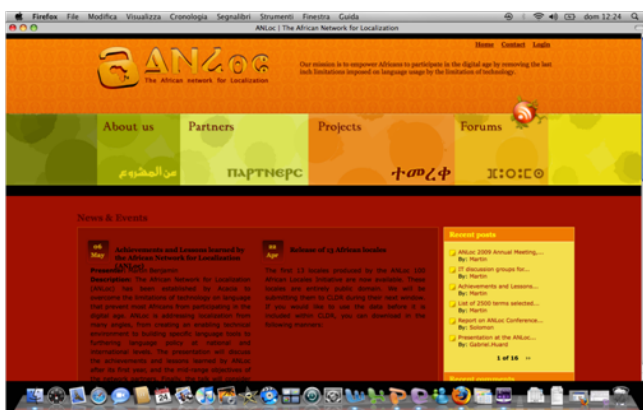 Firefox File Modifica Visualizza Cronologia Segnalibri Strumenti Finestra Guida dom 12:24
ANLoc | The African Network for Localization
Home Contact Login
ANLoc
The African network for Localization
Our mission is to empower Africans to participate
in the digital age by removing the last
inch limitations imposed on language usage by the
limitation of technology.
About us Partners Projects Forums
عن المشروع ⲡⲁⲣⲧⲛⲉⲣⲥ ተመረቀ ⵊⵓⵔⵎⵙ
News & Events
06 May
Achievements and Lessons learned by
the African Network for Localization
(ANLoc)
Presenter: Martin Benjamin
Description: The African Network for Localization
(ANLoc) has been established by Acacia to
overcome the limitations of technology on language
that prevent most Africans from participating in the
digital age. ANLoc is addressing localization from
many angles, from creating an enabling technical
environment to building specific language tools to
furthering language policy at national and
international levels. The presentation will discuss
the achievements and lessons learned by ANLoc
after its first year, and the mid-range objectives of
22 Apr
Release of 13 African locales
The first 13 locales produced by the ANLoc 100
African Locales Initiative are now available. These
locales are entirely public domain. We will be
submitting them to CLDR during their next window.
If you would like to use the data before it is
included within CLDR, you can download in the
following manners:
Recent posts
ANLoc 2009 Annual Meeting,...
By: Martin
IT discussion groups for...
By: Martin
Achievements and Lessons...
By: Martin
List of 2500 terms selected...
By: Martin
Report on ANLoc Conference...
By: Solomon
Presentation at the ANLoc...
By: Gabriel.Huard
1 of 16 ››
Recent comments